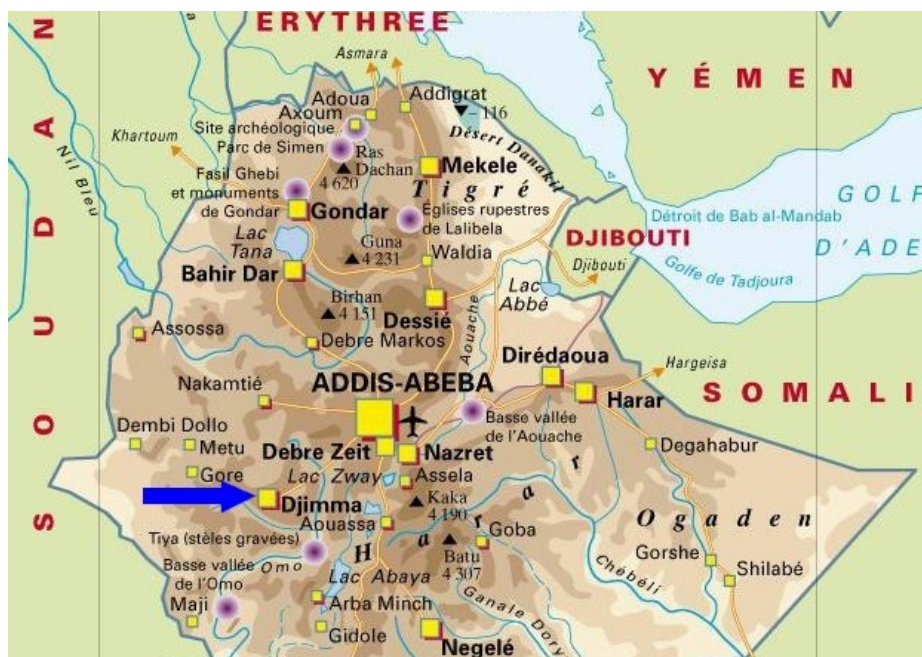 ERYTHREE
SOUDAN
YÉMEN
Asmara
Adoua
Addigrat
Axoum
– 116
Site archéologique
Parc de Simen
Désert Danakil
Khartoum
Nil Bleu
Ras
Dachan
4 620
Mekele
Fasil Ghebi
et monuments
de Gondar
Tigré
Gondar
Eglises rupestres
de Lalibela
GOLF
D'ADE
Détroit de Bab al-Mandab
Lac
Tana
Guna
4 231
Waldia
DJIBOUTI
Djibouti
Golfe de Tadjoura
Bahir Dar
Lac
Abbé
Birhan
4 151
Dessié
Aouache
Assossa
Debre Markos
Dirédaoua
Hargeisa
Nakamtié
ADDIS-ABEBA
Harar
SOMALI
Basse vallée
de l'Aouache
Dembi Dollo
Metu
Debre Zeit
Nazret
Degahabur
Gore
Lac Zway
Assela
Djimma
Kaka
4 190
Harar
Ogaden
Aouassa
Goba
Tiya (stèles gravées)
Batu
4 307
Gorshe
Shilabé
Basse vallée
de l'Omo
Omo
Lac Abaya
Chébéli
Maji
Arba Minch
Ganale Dory
Gidole
Negelé